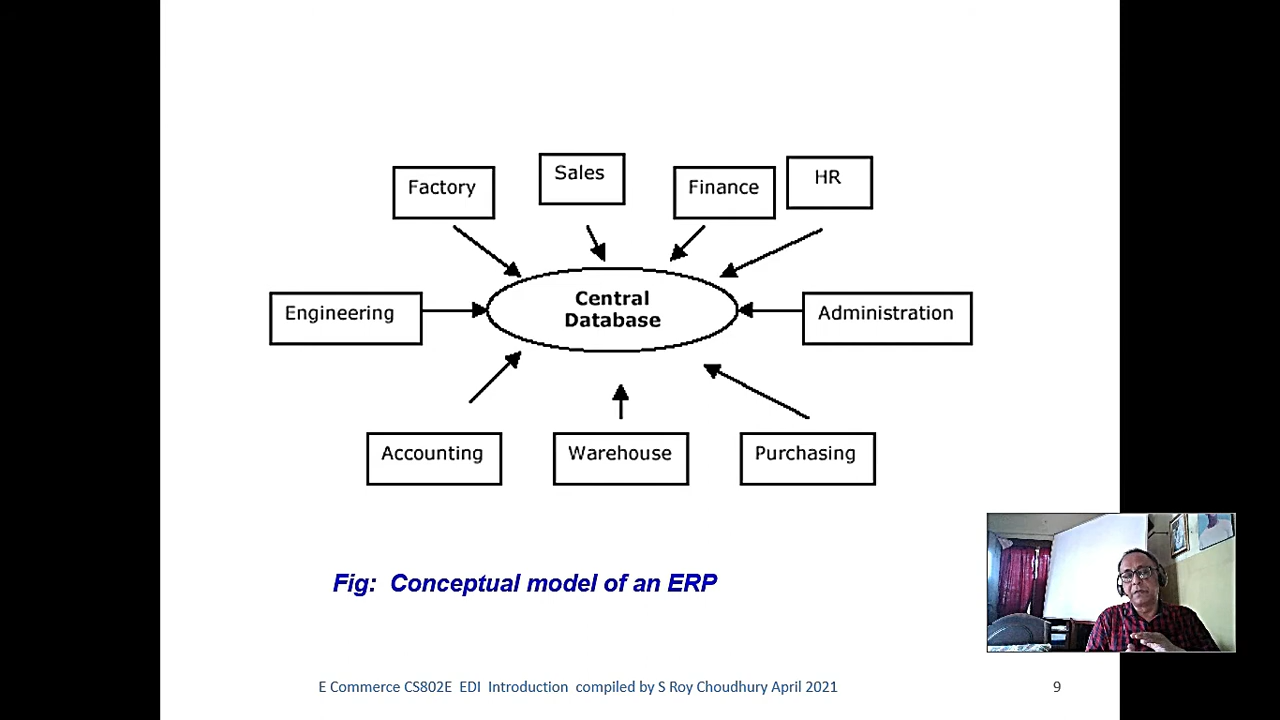 Factory
Sales
Finance
HR
Engineering
Central
Database
Administration
Accounting
Warehouse
Purchasing
Fig: Conceptual model of an ERP
E Commerce CS802E EDI Introduction compiled by S Roy Choudhury April 2021
9